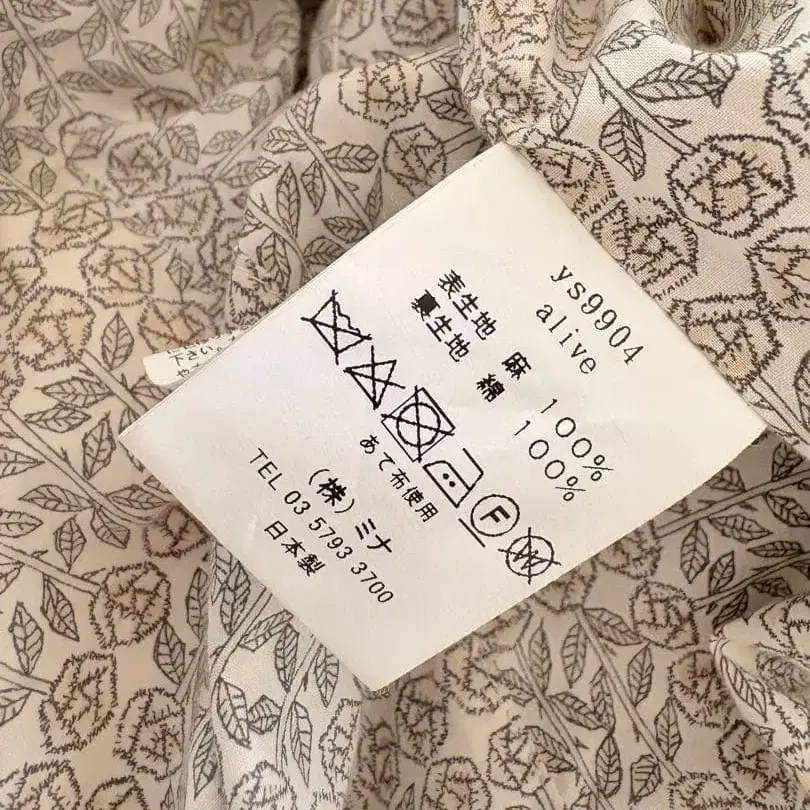 ys9904
alive
表生地 麻 100%
裏生地 綿 100%
F
W
あて布使用
(株)ミナ
TEL 03 5793 3700
日本製